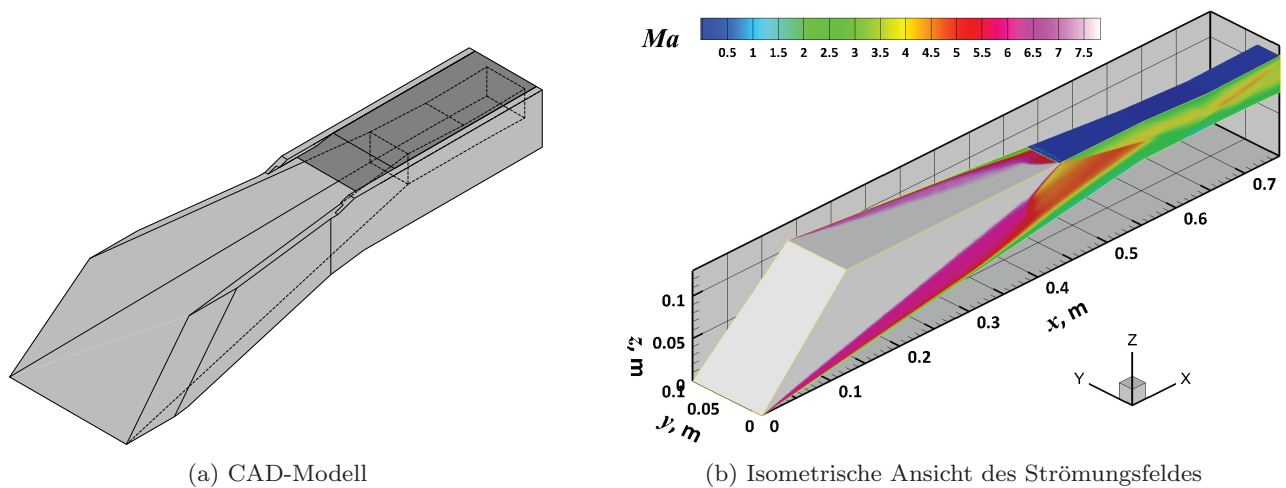 Ma
0.5 1 1.5 2 2.5 3 3.5 4 4.5 5 5.5 6 6.5 7 7.5
0.7
0.6
0.5
0.4
0.3
0.2
0.1
0
x, m
0.1
0.05
0
z, m
0.1
0.05
0
y, m
Z
Y
X
(a) CAD-Modell
(b) Isometrische Ansicht des Strömungsfeldes